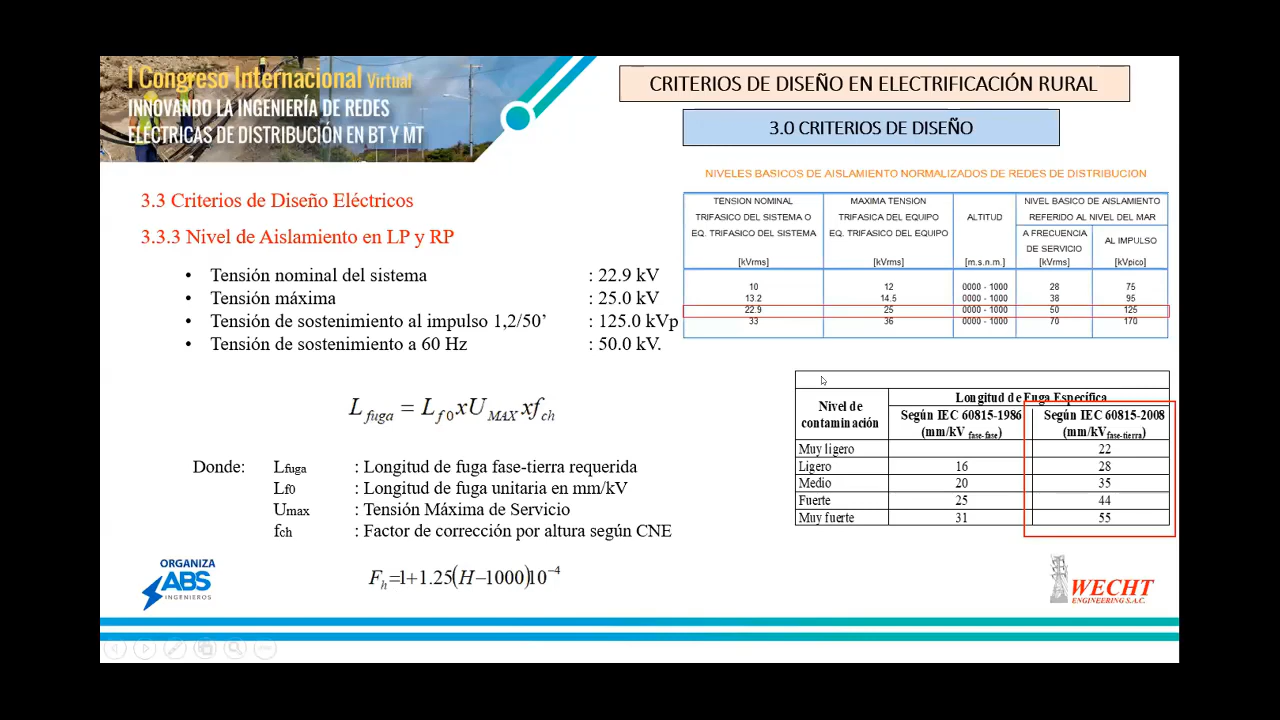 I Congreso Internacional Virtual
INNOVANDO LA INGENIERÍA DE REDES
ELÉCTRICAS DE DISTRIBUCIÓN EN BT Y MT
CRITERIOS DE DISEÑO EN ELECTRIFICACIÓN RURAL
3.0 CRITERIOS DE DISEÑO
3.3 Criterios de Diseño Eléctricos
3.3.3 Nivel de Aislamiento en LP y RP
• Tensión nominal del sistema : 22.9 kV
• Tensión máxima : 25.0 kV
• Tensión de sostenimiento al impulso 1,2/50’ : 125.0 kVp
• Tensión de sostenimiento a 60 Hz : 50.0 kV.
L fuga = L f0 x U MAX x f ch
Donde: Lfuga : Longitud de fuga fase-tierra requerida
Lf0 : Longitud de fuga unitaria en mm/kV
Umax : Tensión Máxima de Servicio
fch : Factor de corrección por altura según CNE
F h =1+1.25(H−1000)10⁻⁴
NIVELES BASICOS DE AISLAMIENTO NORMALIZADOS DE REDES DE DISTRIBUCION
TENSION NOMINAL MAXIMA TENSION NIVEL BASICO DE AISLAMIENTO
TRIFASICO DEL SISTEMA O TRIFASICA DEL EQUIPO ALTITUD REFERIDO AL NIVEL DEL MAR
EQ. TRIFASICO DEL SISTEMA EQ. TRIFASICO DEL EQUIPO A FRECUENCIA AL IMPULSO
DE SERVICIO
[kVrms] [kVrms] [m.s.n.m.] [kVrms] [kVpico]
10 12 0000 - 1000 28 75
13.2 14.5 0000 - 1000 38 95
22.9 25 0000 - 1000 50 125
33 36 0000 - 1000 70 170
Nivel de contaminación Longitud de Fuga Específica
Según IEC 60815-1986 Según IEC 60815-2008
(mm/kV fase-fase) (mm/kV fase-tierra)
Muy ligero 22
Ligero 16 28
Medio 20 35
Fuerte 25 44
Muy fuerte 31 55
ORGANIZA
ABS
INGENIEROS
WECHT
ENGINEERING S.A.C.